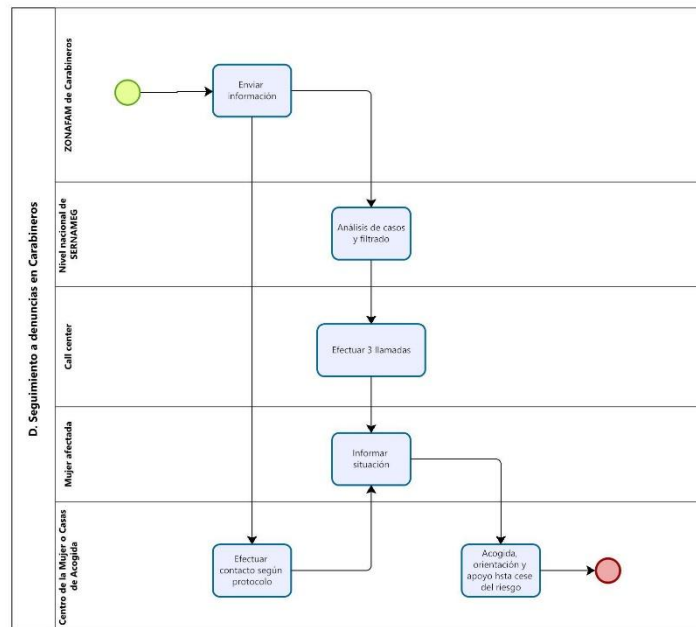 D. Seguimiento a denuncias en Carabineros
ZONAFAM de Carabineros
Enviar
información
Nivel nacional de
SERNAMEG
Análisis de casos
y filtrado
Call center
Efectuar 3 llamadas
Mujer afectada
Informar
situación
Centro de la Mujer o Casas
de Acogida
Efectuar
contacto según
protocolo
Acogida,
orientación y
apoyo hsta cese
del riesgo